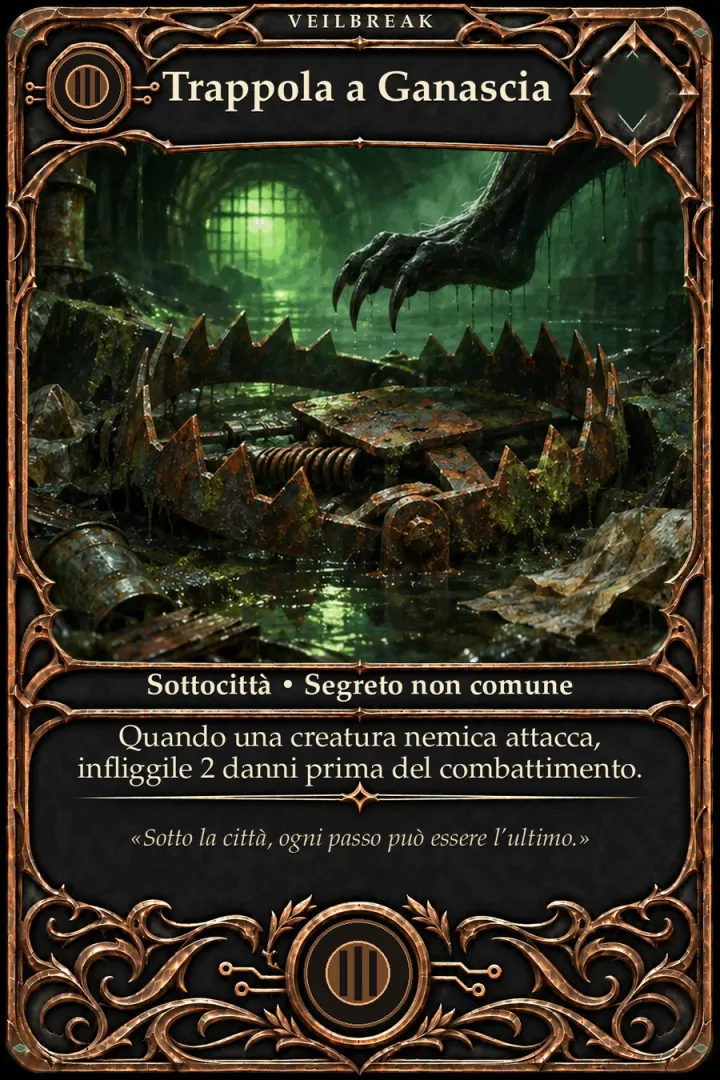 VEILBREAK
Trappola a Ganascia
Sottocittà • Segreto non comune
Quando una creatura nemica attacca,
infliggile 2 danni prima del combattimento.
«Sotto la città, ogni passo può essere l’ultimo.»